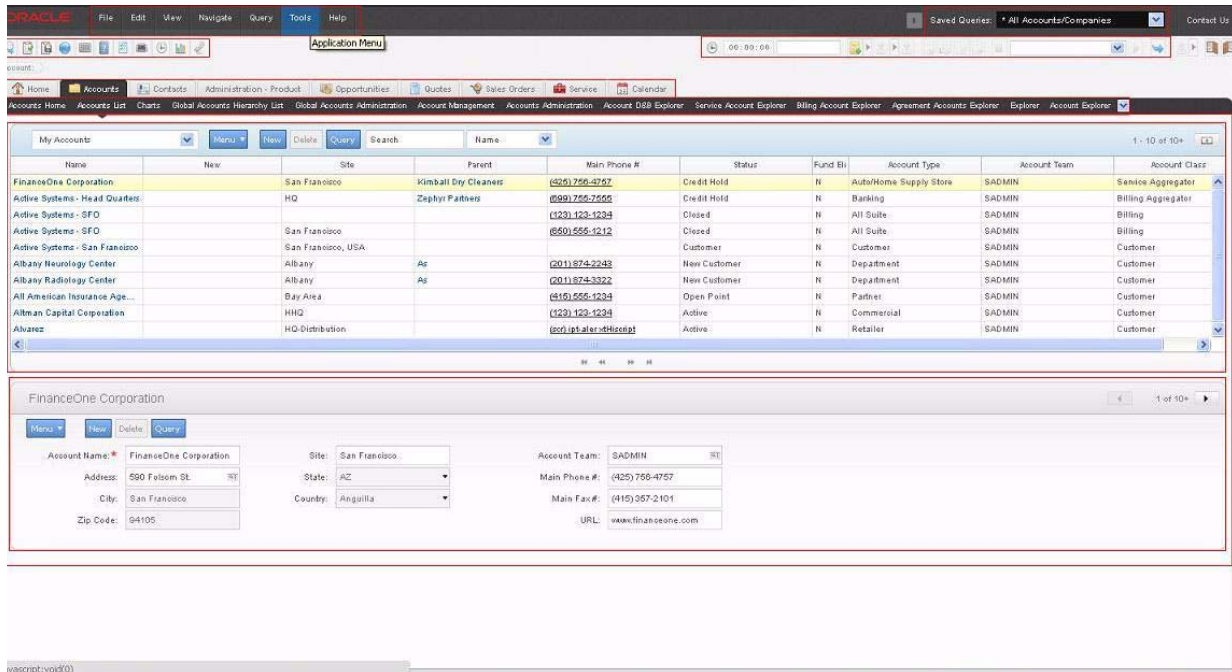 ORACLE File Edit View Navigate Query Tools Help Saved Queries: * All Accounts/Companies Contact Us
Application Menu
00:00:00
Home Accounts Contacts Administration - Product Opportunities Quotes Sales Orders Service Calendar
Accounts Home Accounts List Charts Global Accounts Hierarchy List Global Accounts Administration Account Management Accounts Administration Account D&B Explorer Service Account Explorer Billing Account Explorer Agreement Accounts Explorer Explorer Account Explorer
My Accounts Menu New Delete Query Search Name 1 - 10 of 10+
Name New Site Parent Main Phone # Status Fund Eli Account Type Account Team Account Class
FinanceOne Corporation San Francisco Kimball Dry Cleaners (425) 756-4757 Credit Hold N Auto/Home Supply Store SADMIN Service Aggregator
Active Systems - Head Quarters HQ Zephyr Partners (699) 755-7555 Credit Hold N Banking SADMIN Billing Aggregator
Active Systems - SFO (123) 123-1234 Closed N All Suite SADMIN Billing
Active Systems - SFO San Francisco (650) 555-1212 Closed N All Suite SADMIN Billing
Active Systems - San Francisco San Francisco, USA Customer N Customer SADMIN Customer
Albany Neurology Center Albany As (201) 874-2243 New Customer N Department SADMIN Customer
Albany Radiology Center Albany As (201) 874-3322 New Customer N Department SADMIN Customer
All American Insurance Age... Bay Area (415) 555-1234 Open Point N Partner SADMIN Customer
Altman Capital Corporation HHQ (123) 123-1234 Active N Commercial SADMIN Customer
Alvarez HQ-Distribution Active N Retailer SADMIN Customer
FinanceOne Corporation 1 of 10+
Menu New Delete Query
Account Name:* FinanceOne Corporation Site: San Francisco Account Team: SADMIN
Address: 590 Folsom St. State: AZ Main Phone #: (425) 756-4757
City: San Francisco Country: Anguilla Main Fax #: (415) 357-2101
Zip Code: 94105 URL: www.financeone.com
javascript:void(0)